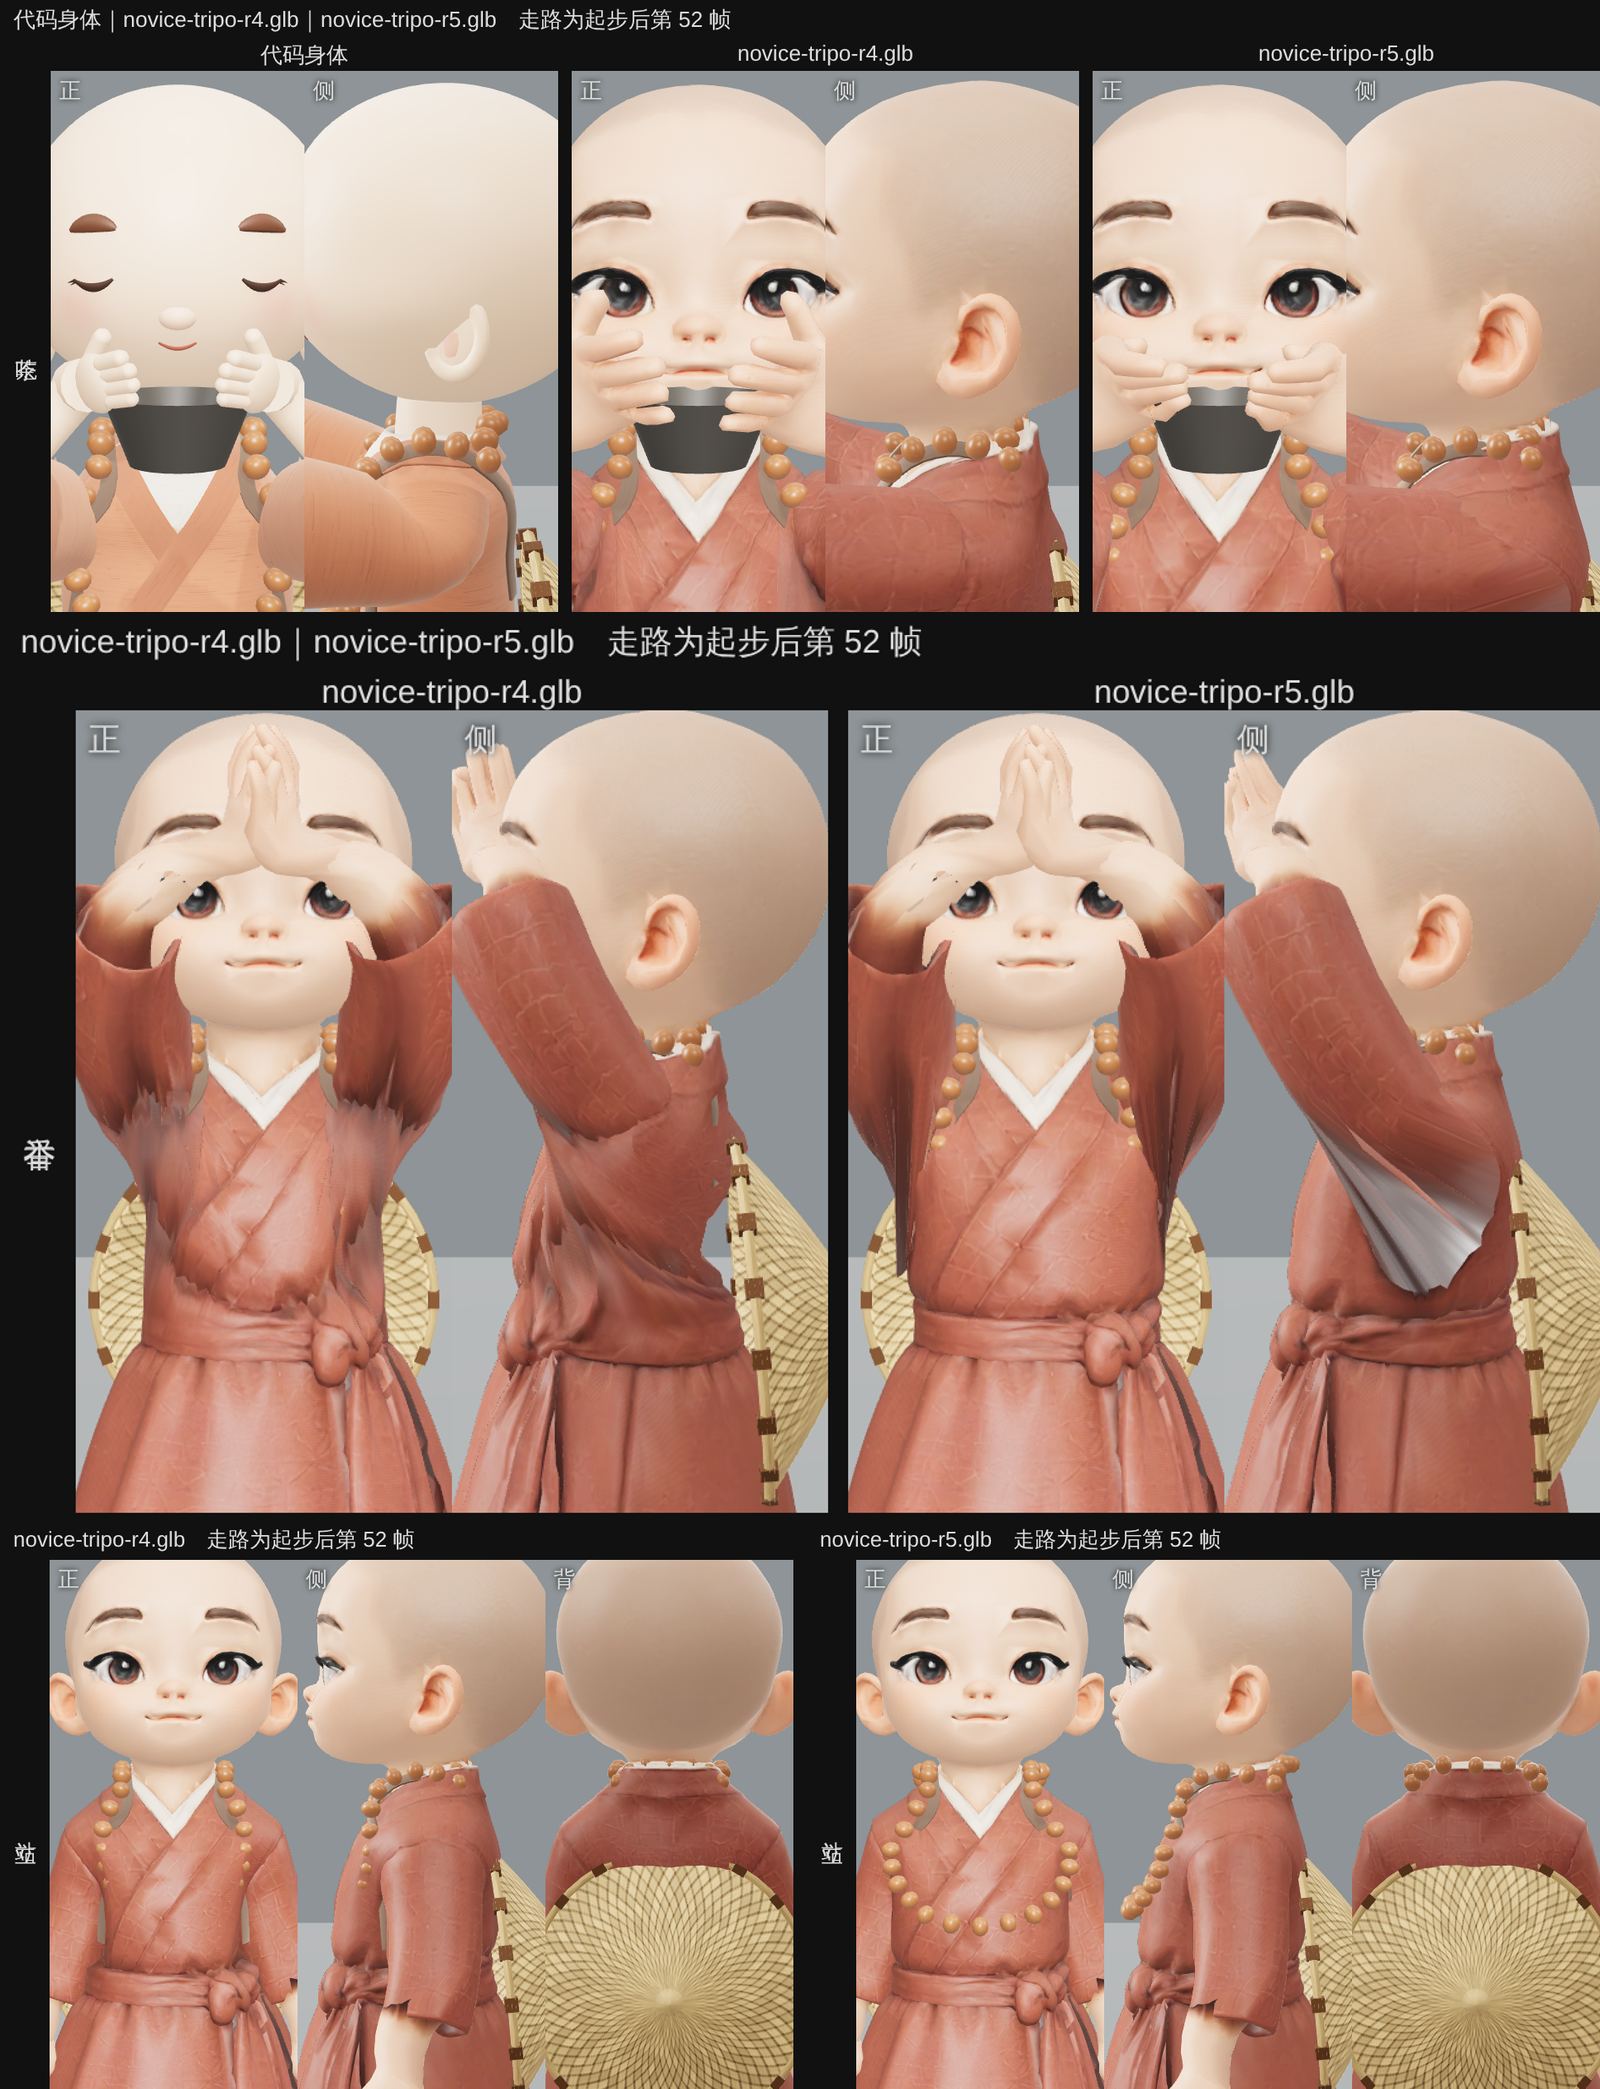 代码身体｜novice-tripo-r4.glb｜novice-tripo-r5.glb 走路为起步后第 52 帧
代码身体 novice-tripo-r4.glb novice-tripo-r5.glb
正 侧 正 侧 正 侧
novice-tripo-r4.glb｜novice-tripo-r5.glb 走路为起步后第 52 帧
novice-tripo-r4.glb novice-tripo-r5.glb
正 侧 正 侧
novice-tripo-r4.glb 走路为起步后第 52 帧 novice-tripo-r5.glb 走路为起步后第 52 帧
正 侧 背 正 侧 背